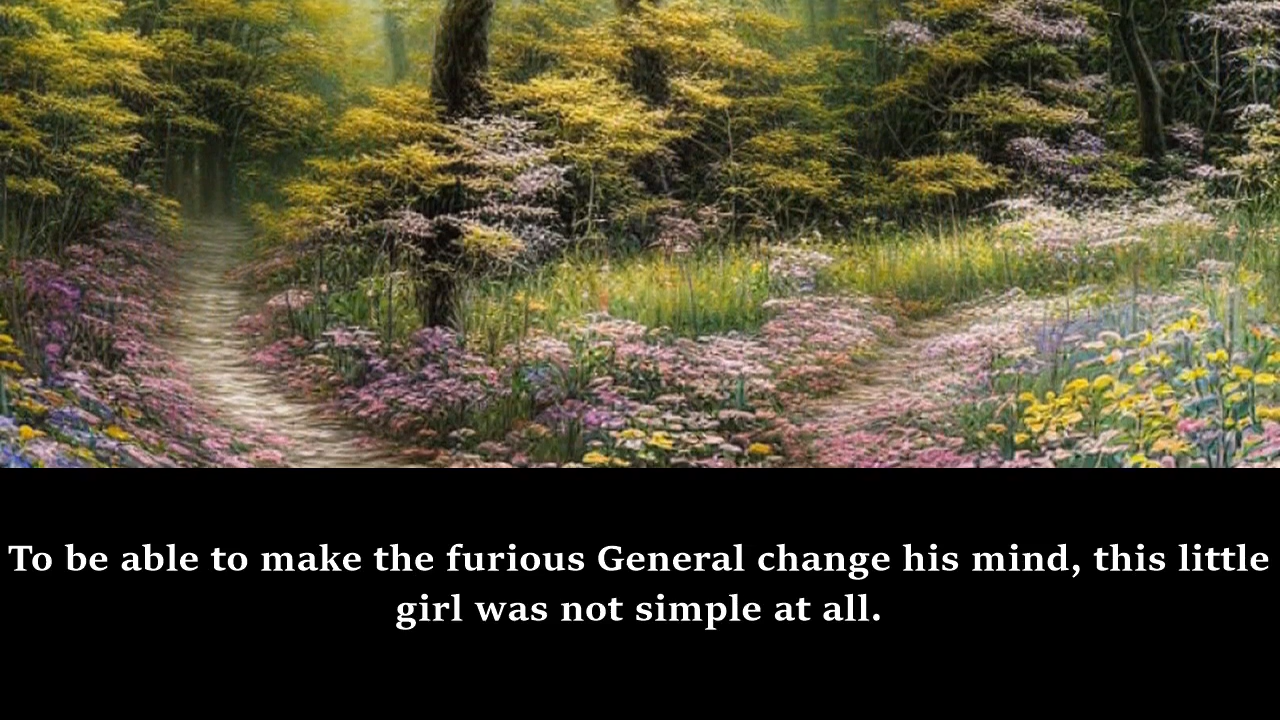 To be able to make the furious General change his mind, this little
girl was not simple at all.